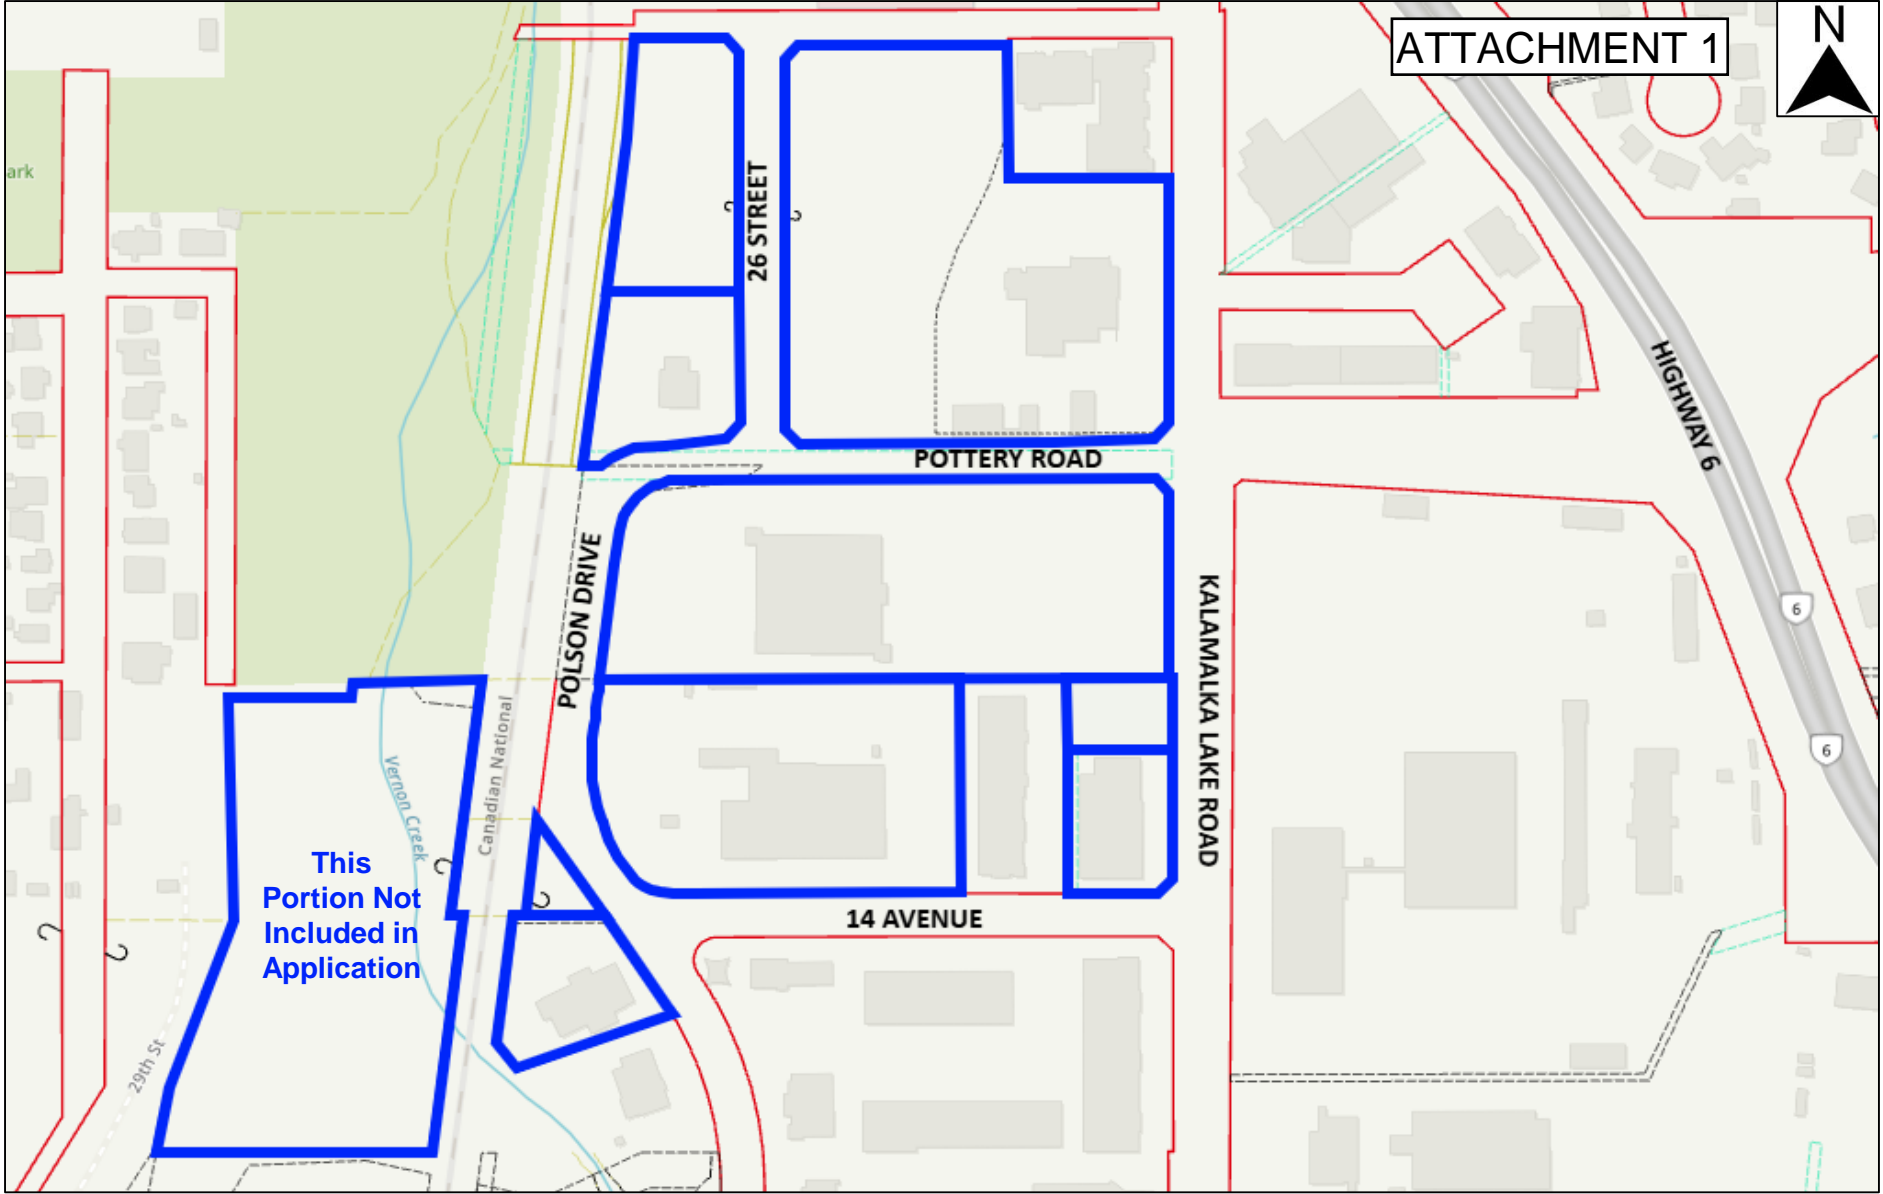 ATTACHMENT 1
N
ark
26 STREET
HIGHWAY 6
POTTERY ROAD
POLSON DRIVE
KALAMALKA LAKE ROAD
6
6
Canadian National
Vernon Creek
This
Portion Not
Included in
Application
14 AVENUE
29th St